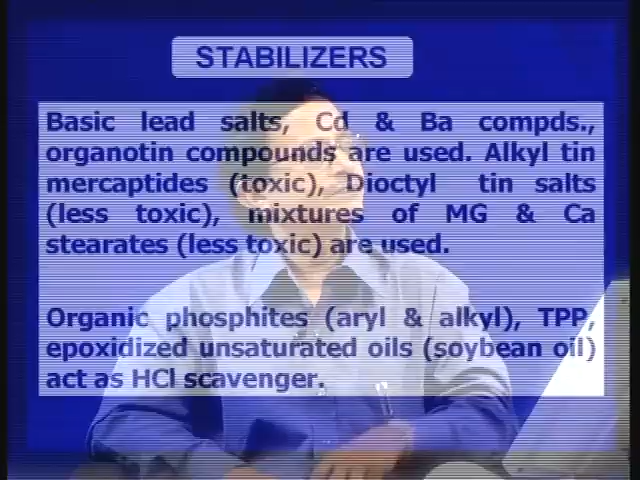 STABILIZERS
Basic lead salts, Cd & Ba compds.,
organotin compounds are used. Alkyl tin
mercaptides (toxic), Dioctyl tin salts
(less toxic), mixtures of MG & Ca
stearates (less toxic) are used.
Organic phosphites (aryl & alkyl), TPP,
epoxidized unsaturated oils (soybean oil)
act as HCl scavenger.